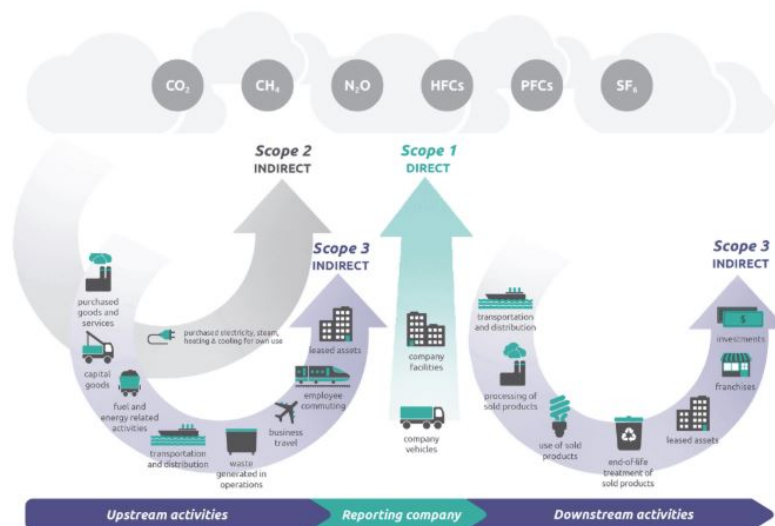 CO₂ CH₄ N₂O HFCs PFCs SF₆
Scope 2
INDIRECT
Scope 1
DIRECT
Scope 3
INDIRECT
Scope 3
INDIRECT
purchased
goods and
services
capital
goods
fuel and
energy related
activities
purchased electricity, steam,
heating & cooling for own use
transportation
and distribution
waste
generated in
operations
business
travel
employee
commuting
leased assets
company
facilities
company
vehicles
transportation
and distribution
processing of
sold products
use of sold
products
end-of-life
treatment of
sold products
leased assets
franchises
$
investments
Upstream activities
Reporting company
Downstream activities